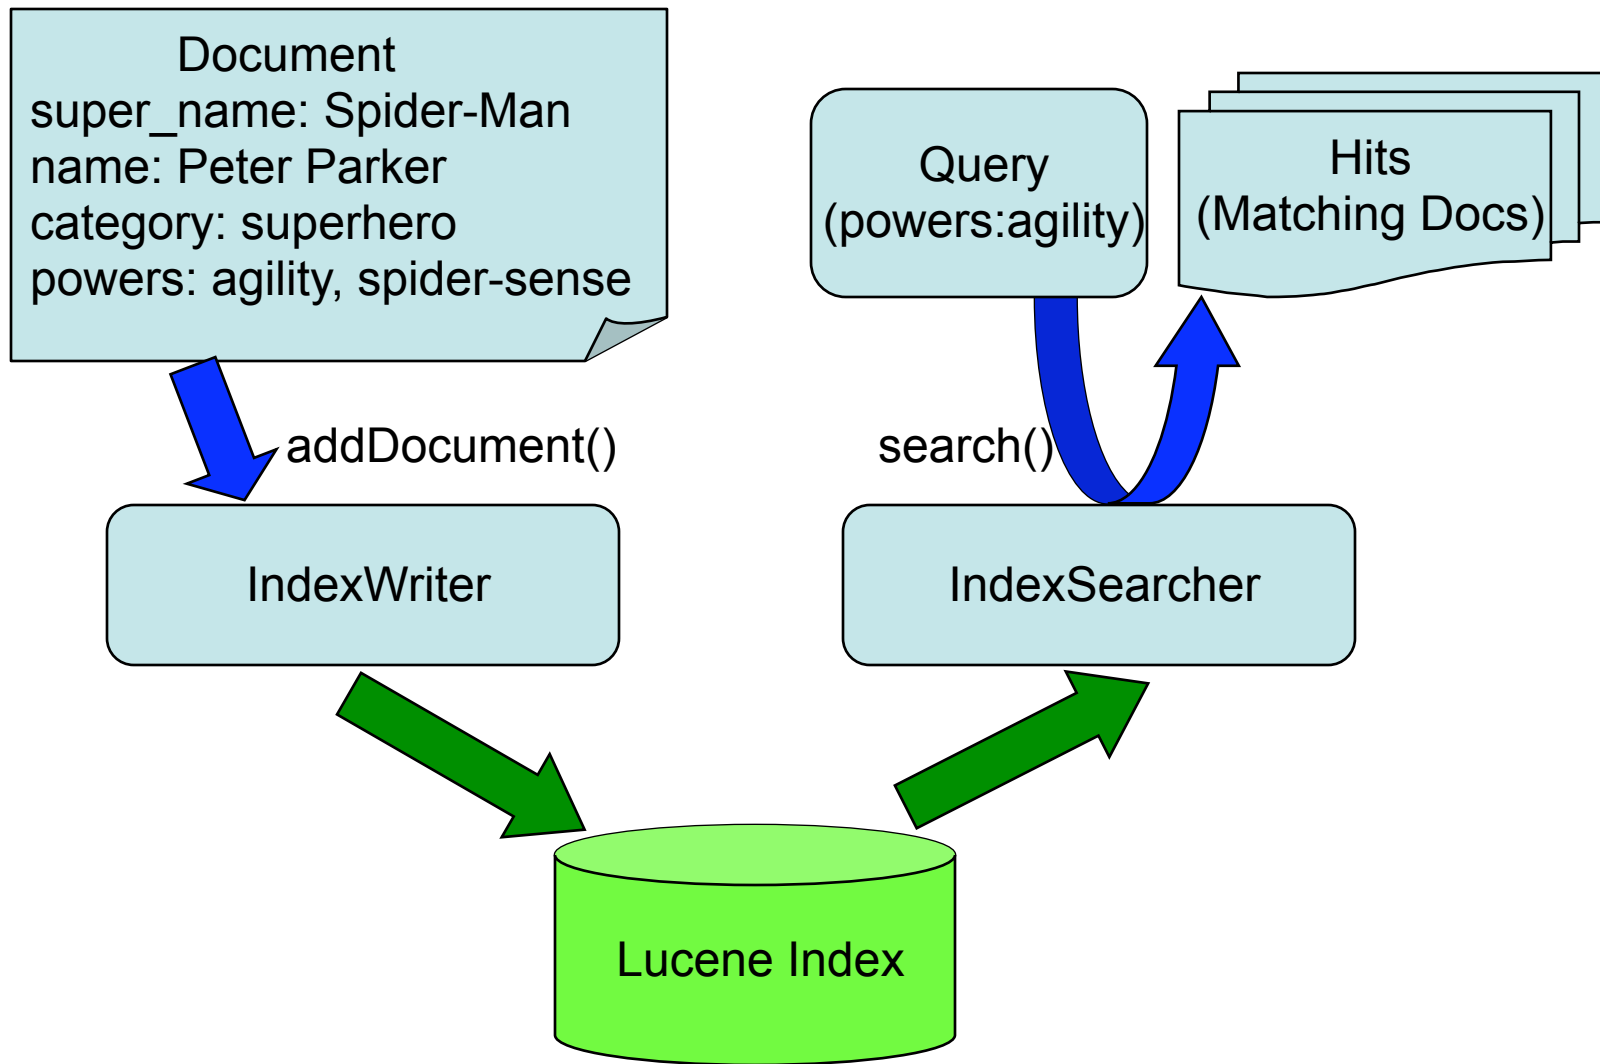 Document
super_name: Spider-Man
name: Peter Parker
category: superhero
powers: agility, spider-sense
Query
(powers:agility)
Hits
(Matching Docs)
addDocument()
search()
IndexWriter
IndexSearcher
Lucene Index